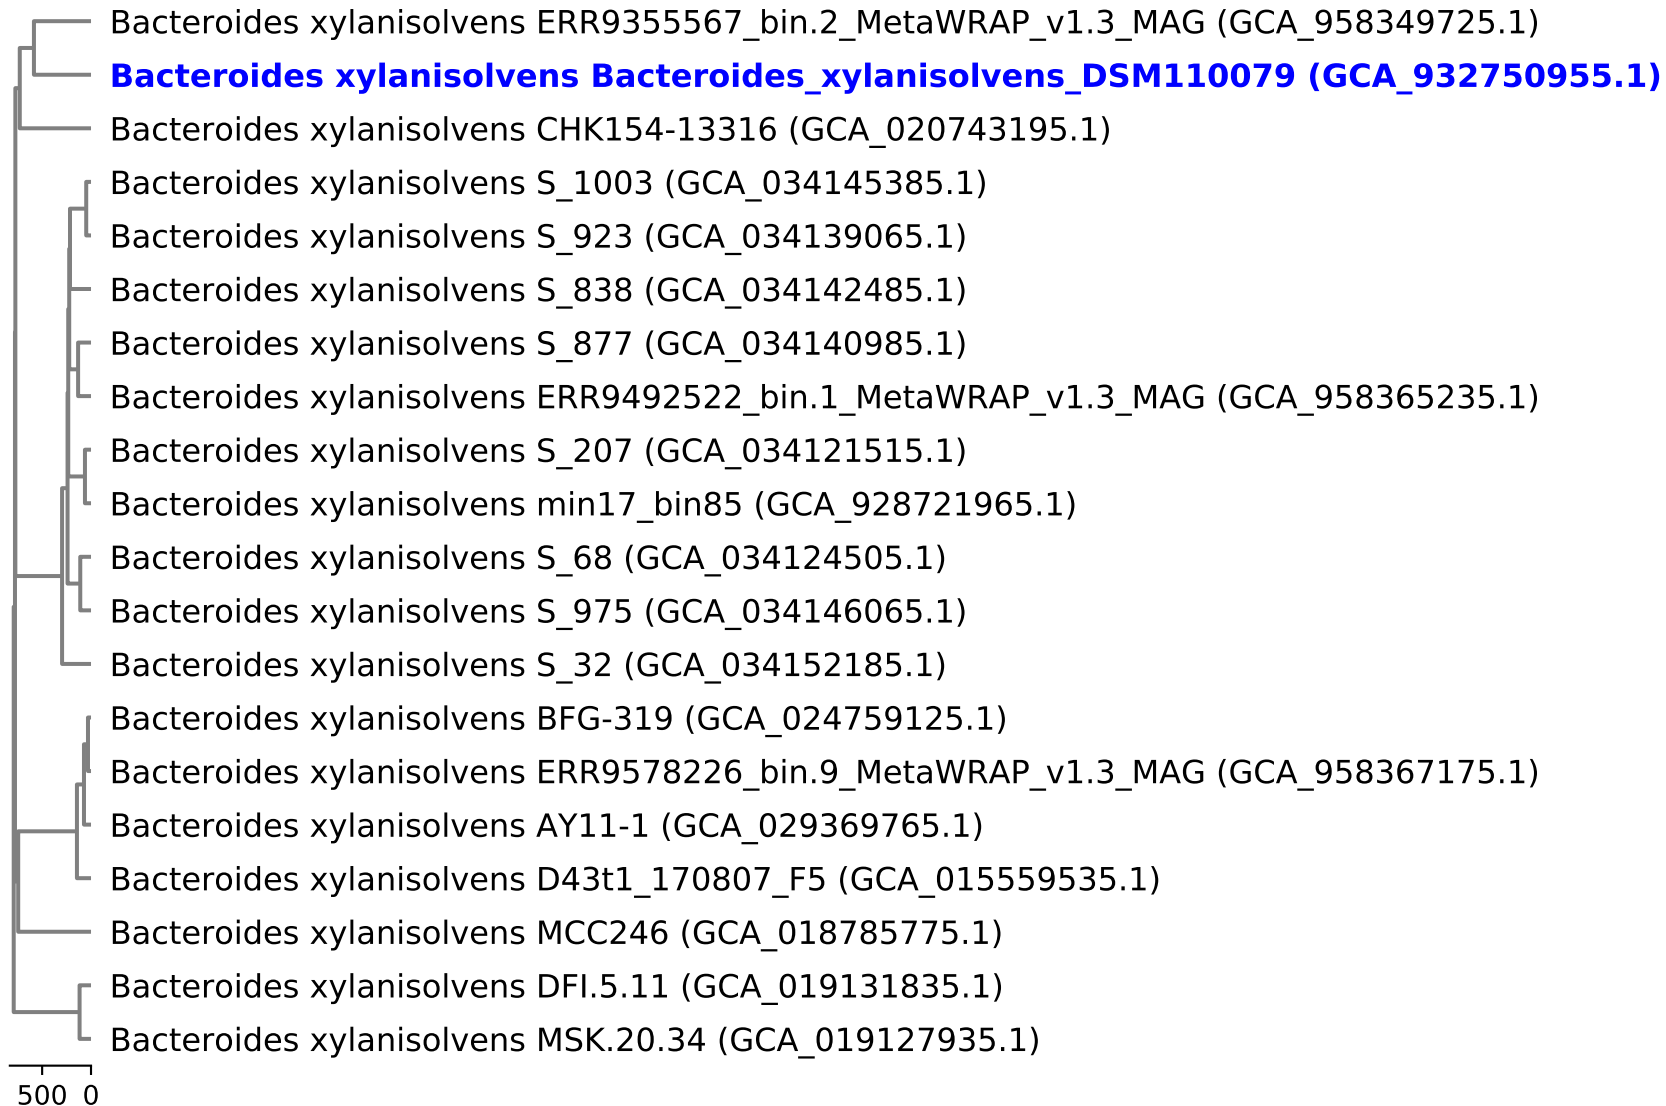 Bacteroides xylanisolvens ERR9355567_bin.2_MetaWRAP_v1.3_MAG (GCA_958349725.1)
Bacteroides xylanisolvens Bacteroides_xylanisolvens_DSM110079 (GCA_932750955.1)
Bacteroides xylanisolvens CHK154-13316 (GCA_020743195.1)
Bacteroides xylanisolvens S_1003 (GCA_034145385.1)
Bacteroides xylanisolvens S_923 (GCA_034139065.1)
Bacteroides xylanisolvens S_838 (GCA_034142485.1)
Bacteroides xylanisolvens S_877 (GCA_034140985.1)
Bacteroides xylanisolvens ERR9492522_bin.1_MetaWRAP_v1.3_MAG (GCA_958365235.1)
Bacteroides xylanisolvens S_207 (GCA_034121515.1)
Bacteroides xylanisolvens min17_bin85 (GCA_928721965.1)
Bacteroides xylanisolvens S_68 (GCA_034124505.1)
Bacteroides xylanisolvens S_975 (GCA_034146065.1)
Bacteroides xylanisolvens S_32 (GCA_034152185.1)
Bacteroides xylanisolvens BFG-319 (GCA_024759125.1)
Bacteroides xylanisolvens ERR9578226_bin.9_MetaWRAP_v1.3_MAG (GCA_958367175.1)
Bacteroides xylanisolvens AY11-1 (GCA_029369765.1)
Bacteroides xylanisolvens D43t1_170807_F5 (GCA_015559535.1)
Bacteroides xylanisolvens MCC246 (GCA_018785775.1)
Bacteroides xylanisolvens DFI.5.11 (GCA_019131835.1)
Bacteroides xylanisolvens MSK.20.34 (GCA_019127935.1)
500 0